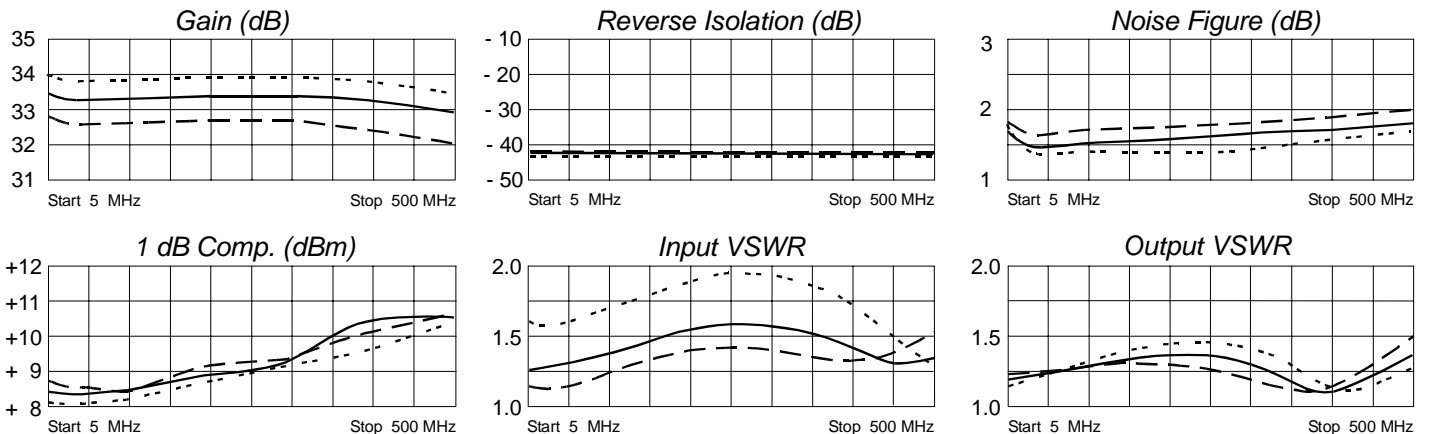 Gain (dB)
35
34
33
32
31
Start 5 MHz
Stop 500 MHz
Reverse Isolation (dB)
- 10
- 20
- 30
- 40
- 50
Start 5 MHz
Stop 500 MHz
Noise Figure (dB)
3
2
1
Start 5 MHz
Stop 500 MHz
1 dB Comp. (dBm)
+12
+11
+10
+ 9
+ 8
Start 5 MHz
Stop 500 MHz
Input VSWR
2.0
1.5
1.0
Start 5 MHz
Stop 500 MHz
Output VSWR
2.0
1.5
1.0
Start 5 MHz
Stop 500 MHz